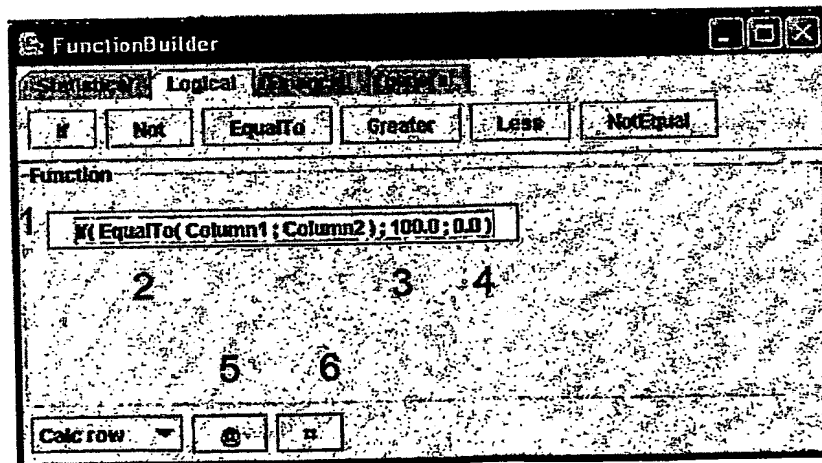 FunctionBuilder
Logical
If Not EqualTo Greater Less NotEqual
Function
1
If( EqualTo( Column1 ; Column2 ) ; 100.0 ; 0.0 )
2 3 4
5 6
Calc row @ ¤